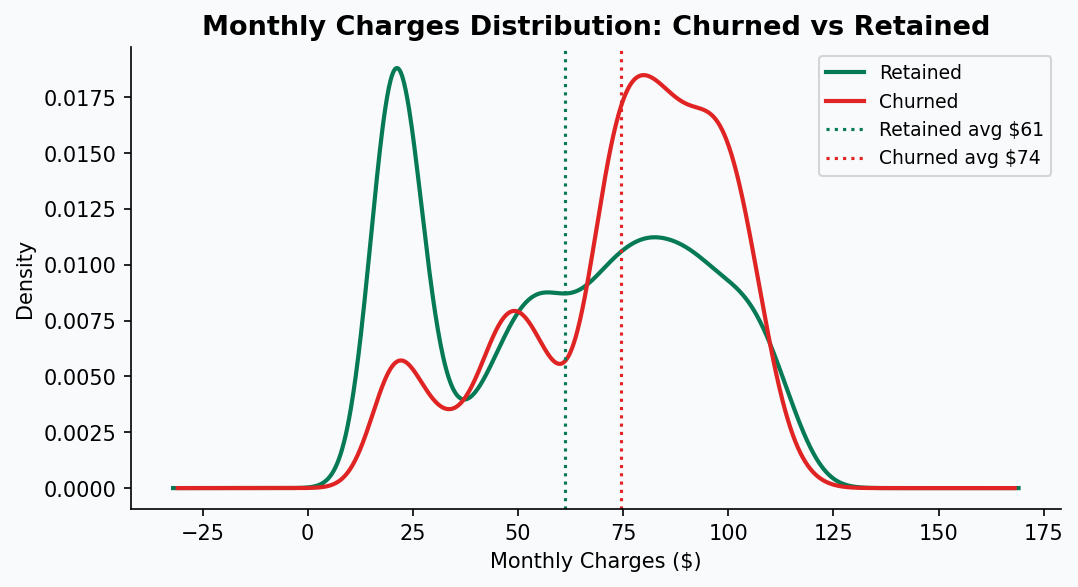 Monthly Charges Distribution: Churned vs Retained
Retained
Churned
Retained avg $61
Churned avg $74
Density
0.0175
0.0150
0.0125
0.0100
0.0075
0.0050
0.0025
0.0000
−25 0 25 50 75 100 125 150 175
Monthly Charges ($)